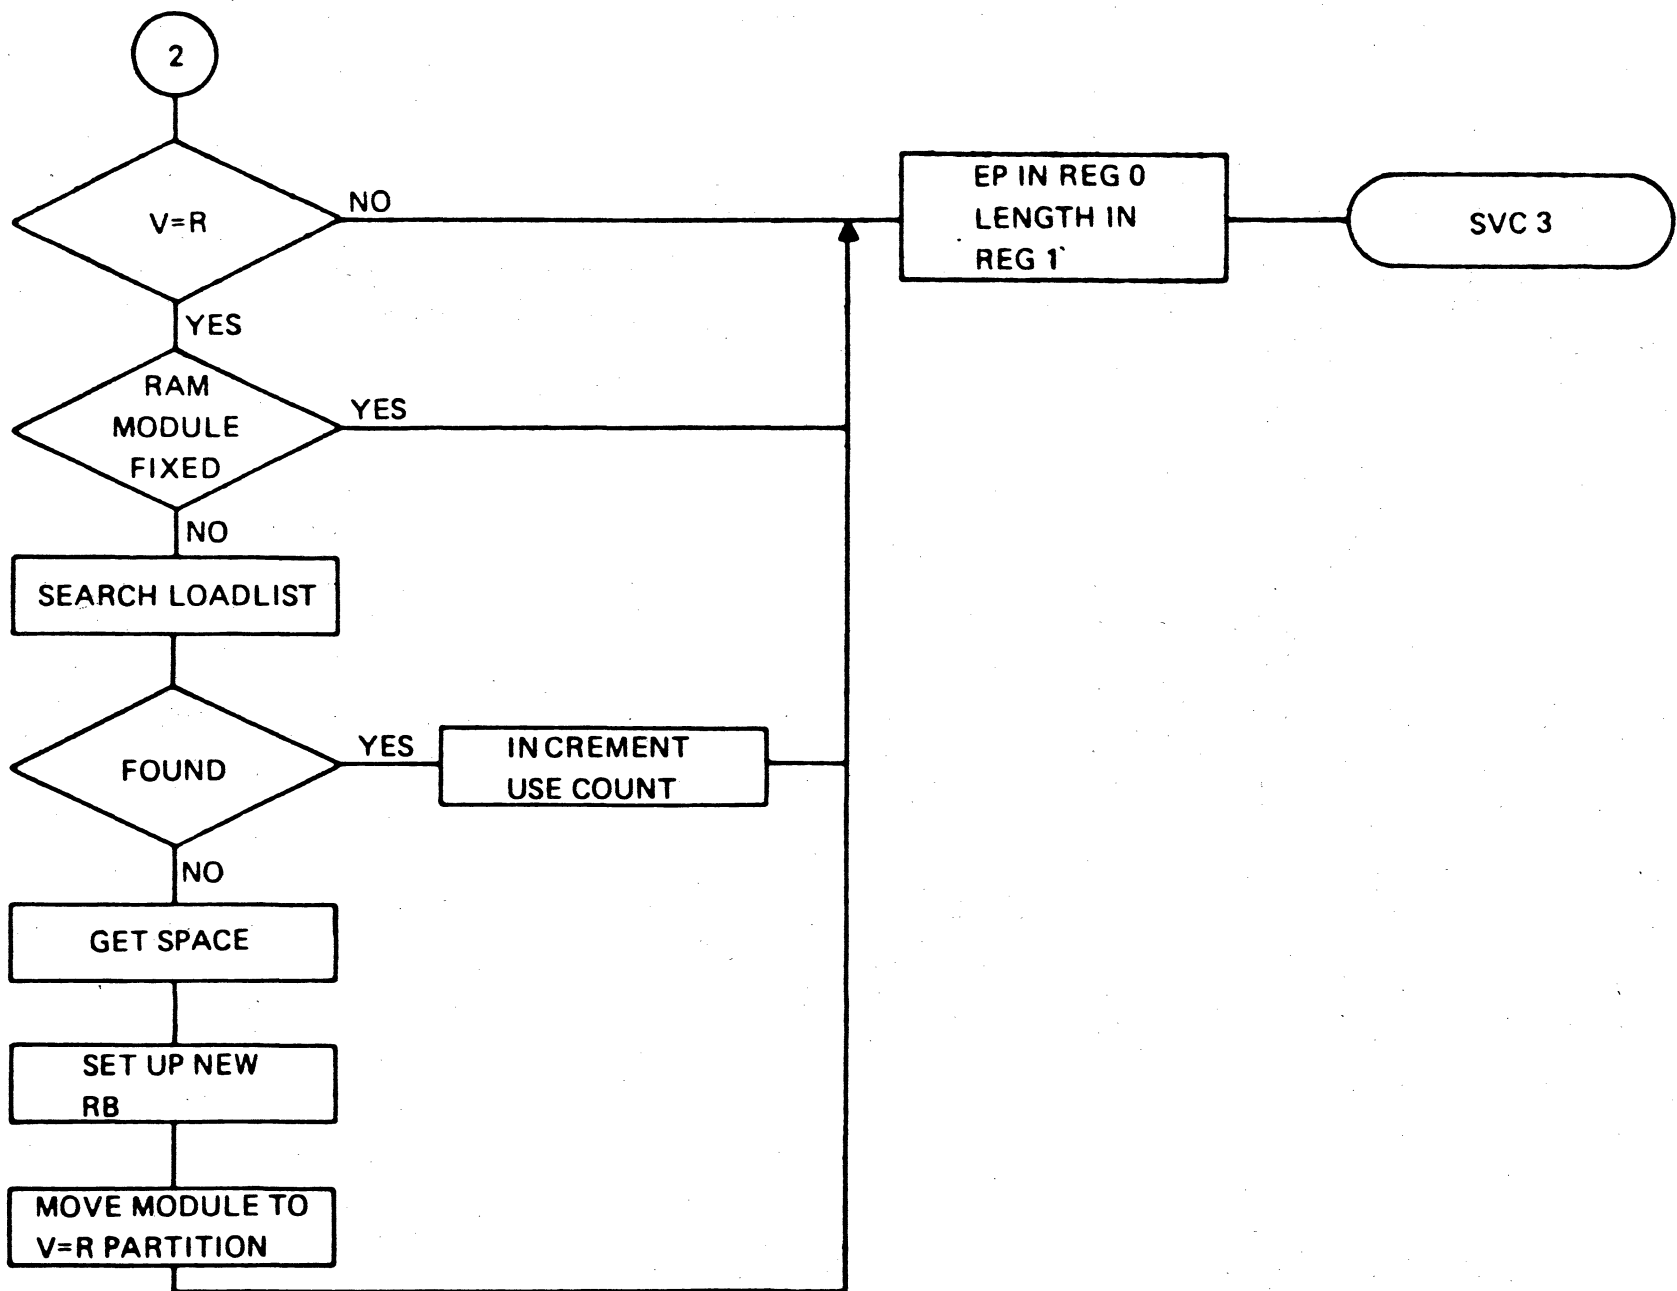 2
V=R
NO
EP IN REG 0
LENGTH IN
REG 1
SVC 3
YES
RAM
MODULE
FIXED
YES
NO
SEARCH LOADLIST
FOUND
YES
INCREMENT
USE COUNT
NO
GET SPACE
SET UP NEW
RB
MOVE MODULE TO
V=R PARTITION